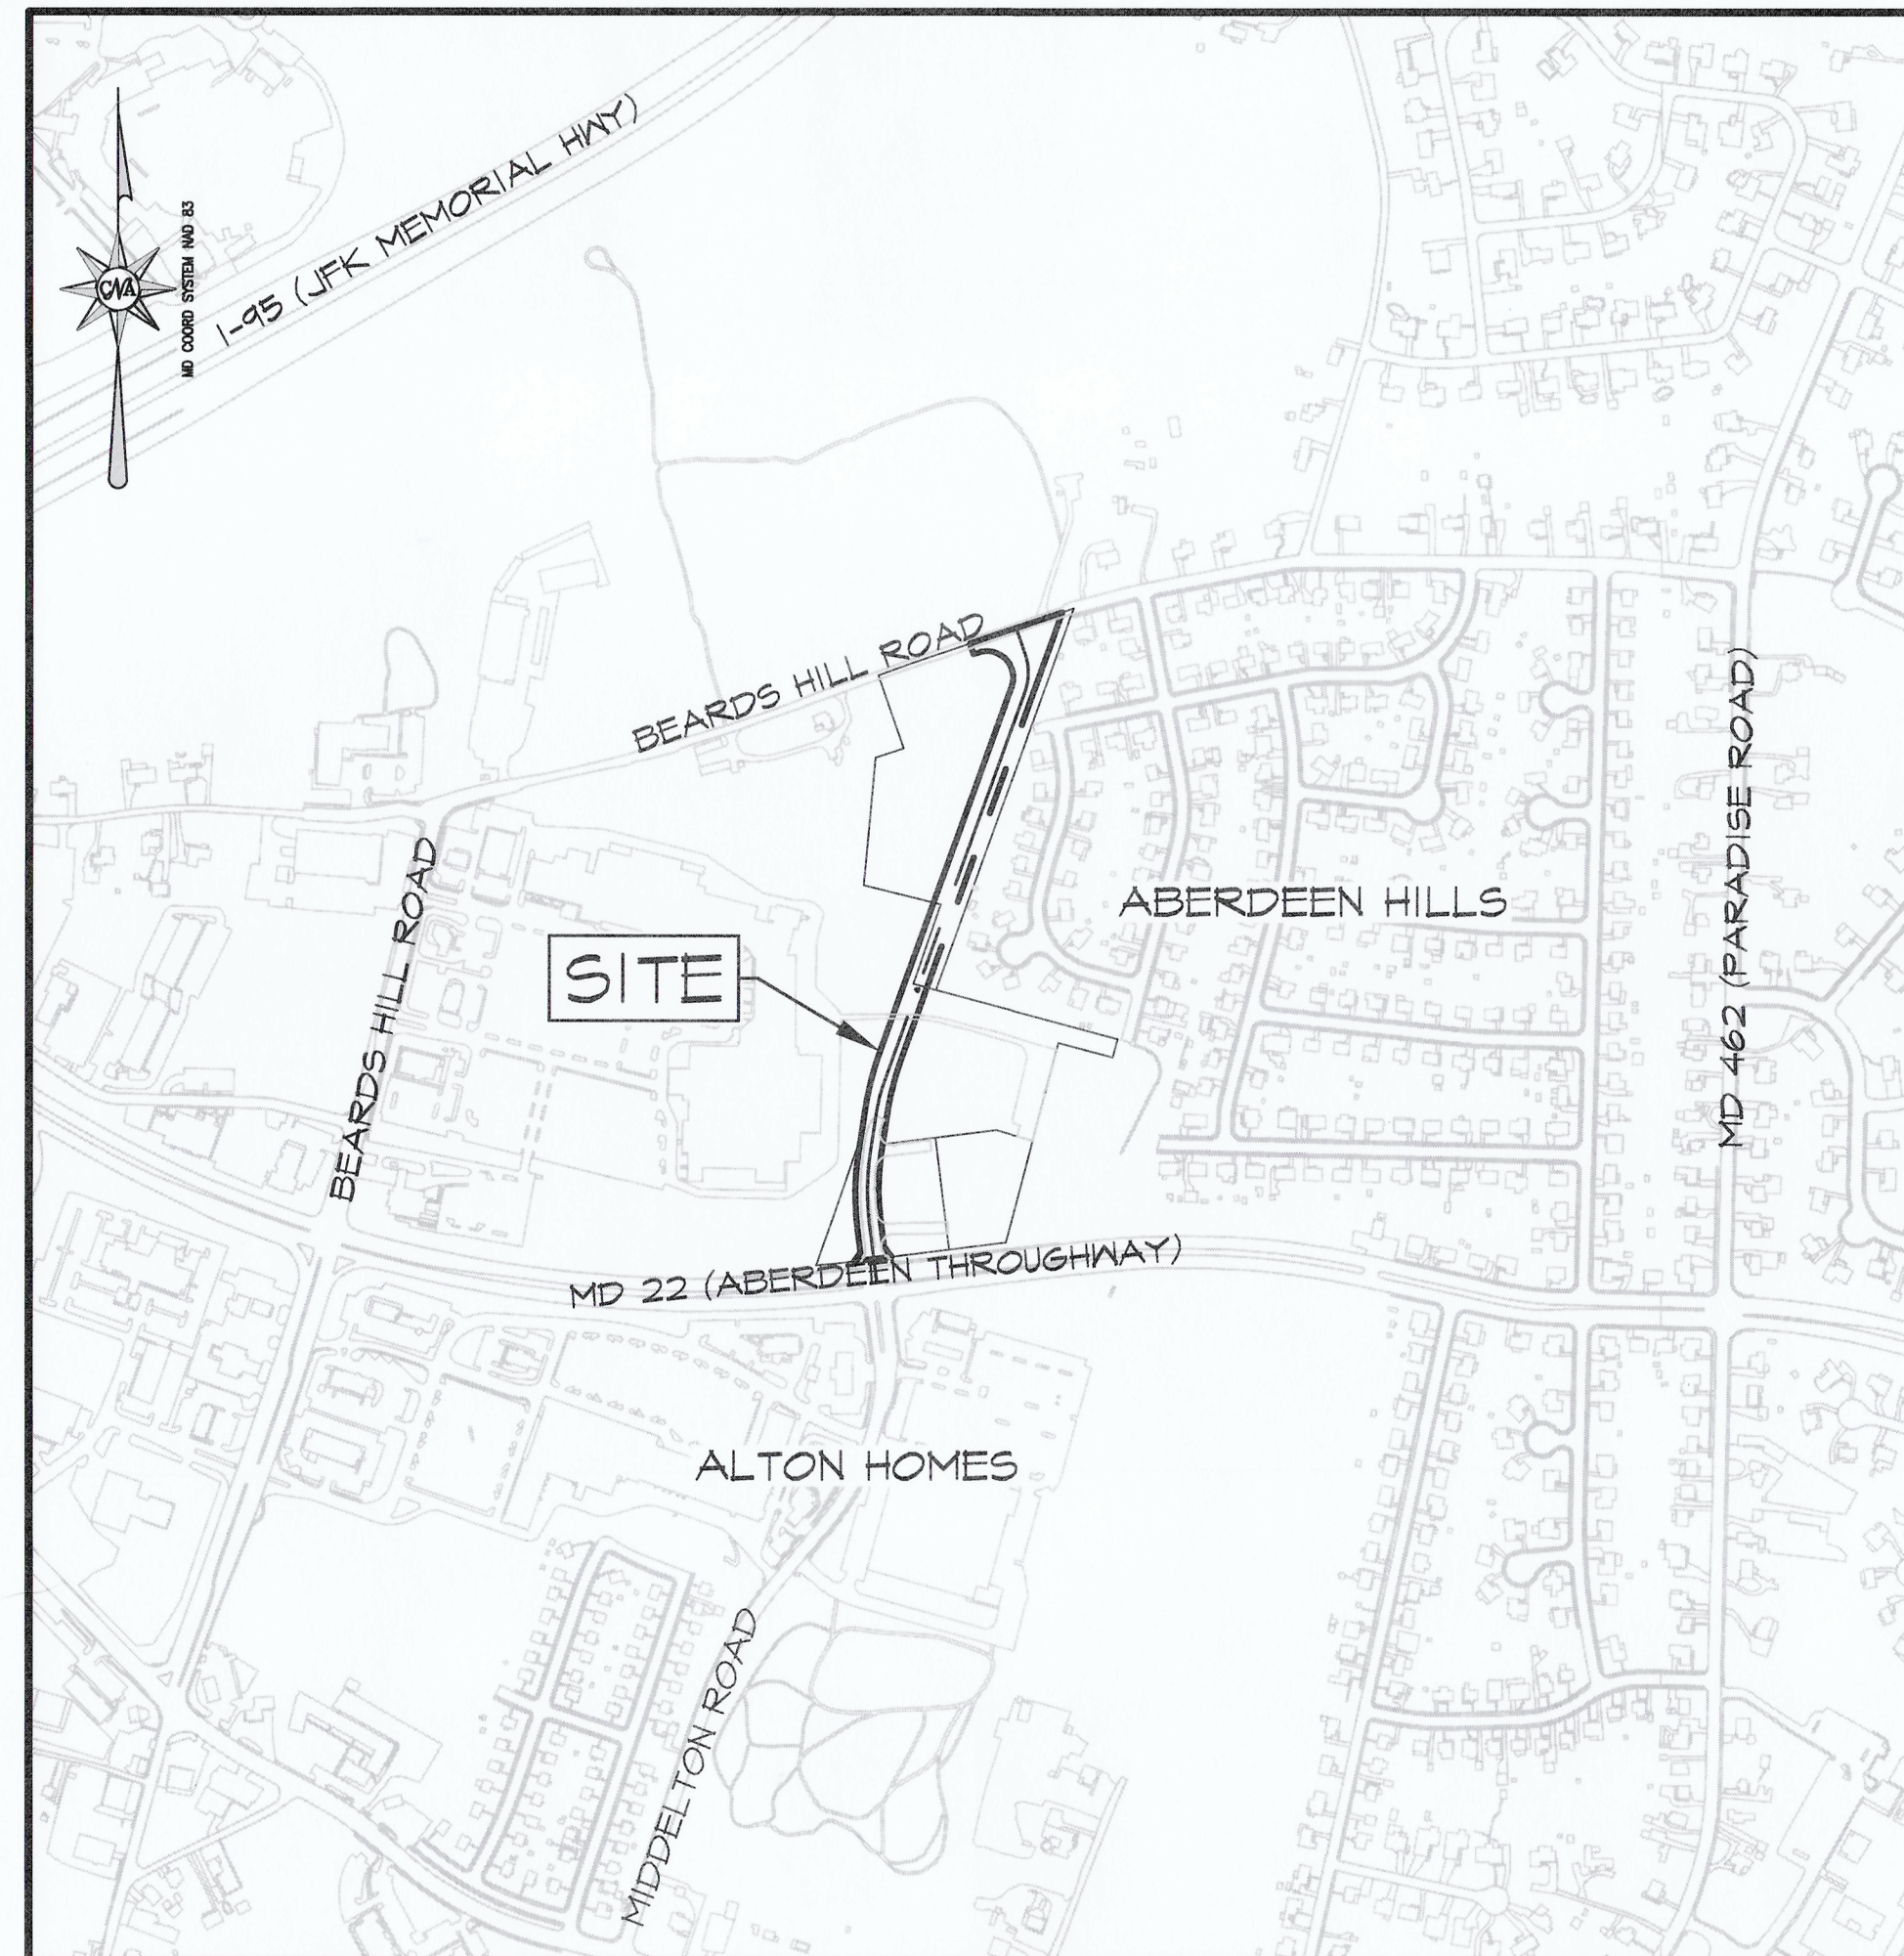 I-95 (JFK MEMORIAL HWY)
CNA
MD COORD SYSTEM NAD 83
BEARDS HILL ROAD
BEARDS HILL ROAD
ABERDEEN HILLS
SITE
MD 462 (PARADISE ROAD)
MD 22 (ABERDEEN THROUGHWAY)
ALTON HOMES
MIDDELTON ROAD